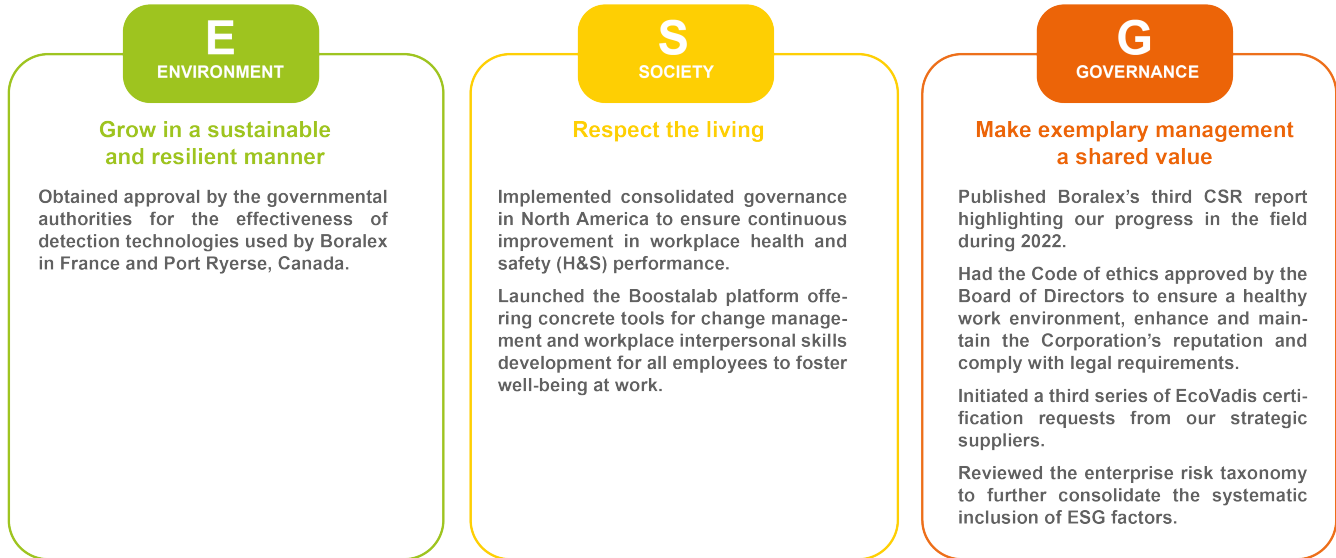 E
ENVIRONMENT
Grow in a sustainable
and resilient manner
Obtained approval by the governmental
authorities for the effectiveness of
detection technologies used by Boralex
in France and Port Ryerse, Canada.
S
SOCIETY
Respect the living
Implemented consolidated governance
in North America to ensure continuous
improvement in workplace health and
safety (H&S) performance.
Launched the Boostalab platform offe-
ring concrete tools for change manage-
ment and workplace interpersonal skills
development for all employees to foster
well-being at work.
G
GOVERNANCE
Make exemplary management
a shared value
Published Boralex’s third CSR report
highlighting our progress in the field
during 2022.
Had the Code of ethics approved by the
Board of Directors to ensure a healthy
work environment, enhance and main-
tain the Corporation’s reputation and
comply with legal requirements.
Initiated a third series of EcoVadis certi-
fication requests from our strategic
suppliers.
Reviewed the enterprise risk taxonomy
to further consolidate the systematic
inclusion of ESG factors.